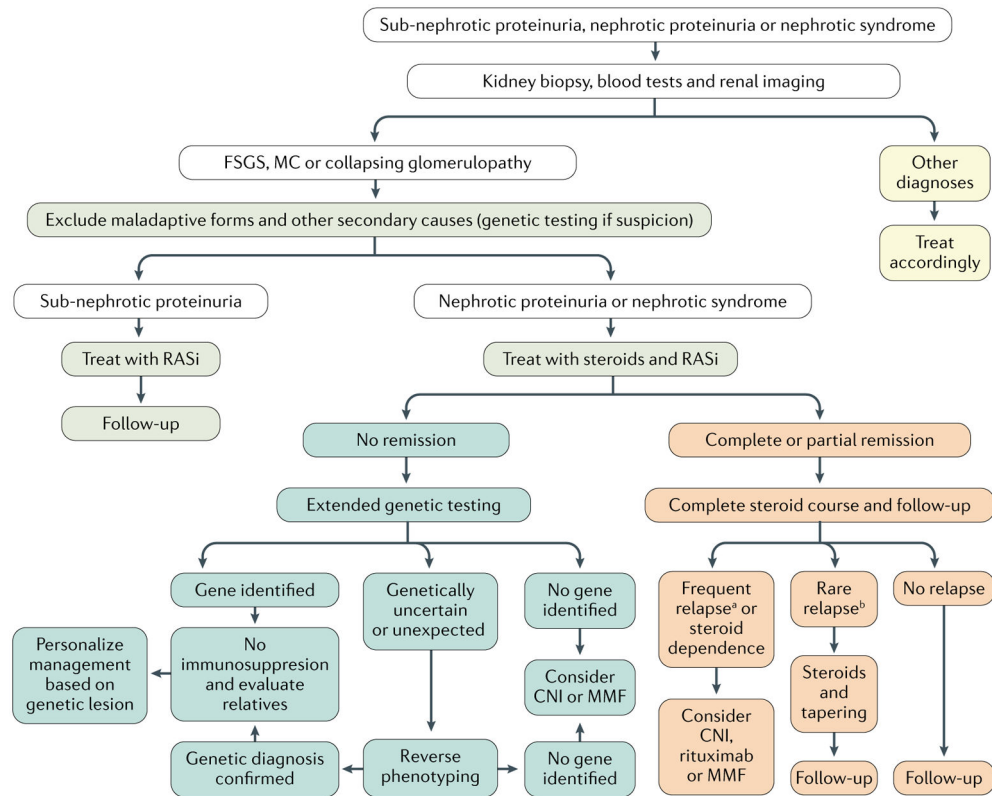 Sub-nephrotic proteinuria, nephrotic proteinuria or nephrotic syndrome
Kidney biopsy, blood tests and renal imaging
FSGS, MC or collapsing glomerulopathy
Other
diagnoses
Exclude maladaptive forms and other secondary causes (genetic testing if suspicion)
Treat
accordingly
Sub-nephrotic proteinuria
Nephrotic proteinuria or nephrotic syndrome
Treat with RASi
Treat with steroids and RASi
Follow-up
No remission
Complete or partial remission
Extended genetic testing
Complete steroid course and follow-up
Gene identified
Genetically
uncertain
or unexpected
No gene
identified
Frequent
relapseᵃ or
steroid
dependence
Rare
relapseᵇ
No relapse
Personalize
management
based on
genetic lesion
No
immunosuppresion
and evaluate
relatives
Consider
CNI or MMF
Steroids
and
tapering
Consider
CNI,
rituximab
or MMF
Genetic diagnosis
confirmed
Reverse
phenotyping
No gene
identified
Follow-up
Follow-up